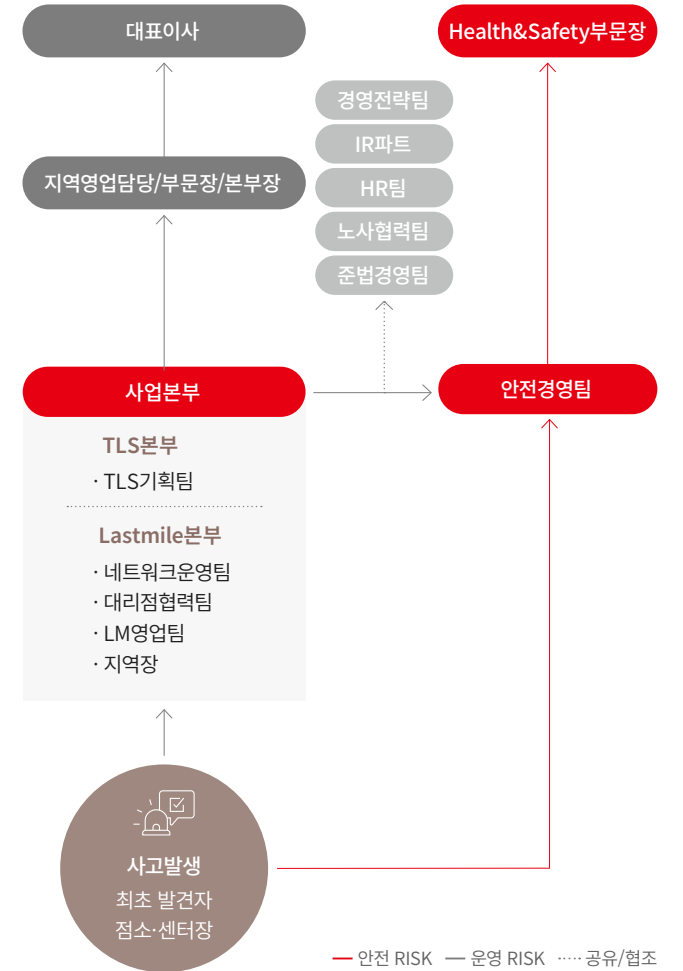 대표이사
Health&Safety부문장
경영전략팀
IR파트
HR팀
노사협력팀
준법경영팀
지역영업담당/부문장/본부장
사업본부
안전경영팀
TLS본부
· TLS기획팀
Lastmile본부
· 네트워크운영팀
· 대리점협력팀
· LM영업팀
· 지역장
사고발생
최초 발견자
점소·센터장
안전 RISK 운영 RISK 공유/협조